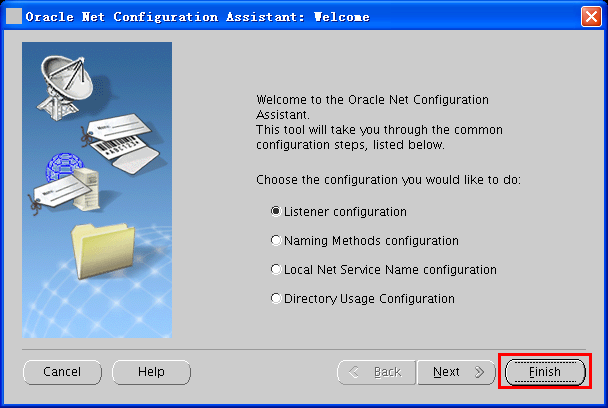 Oracle Net Configuration Assistant: Welcome
Welcome to the Oracle Net Configuration
Assistant.
This tool will take you through the common
configuration steps, listed below.
Choose the configuration you would like to do:
Listener configuration
Naming Methods configuration
Local Net Service Name configuration
Directory Usage Configuration
Cancel Help Back Next Finish